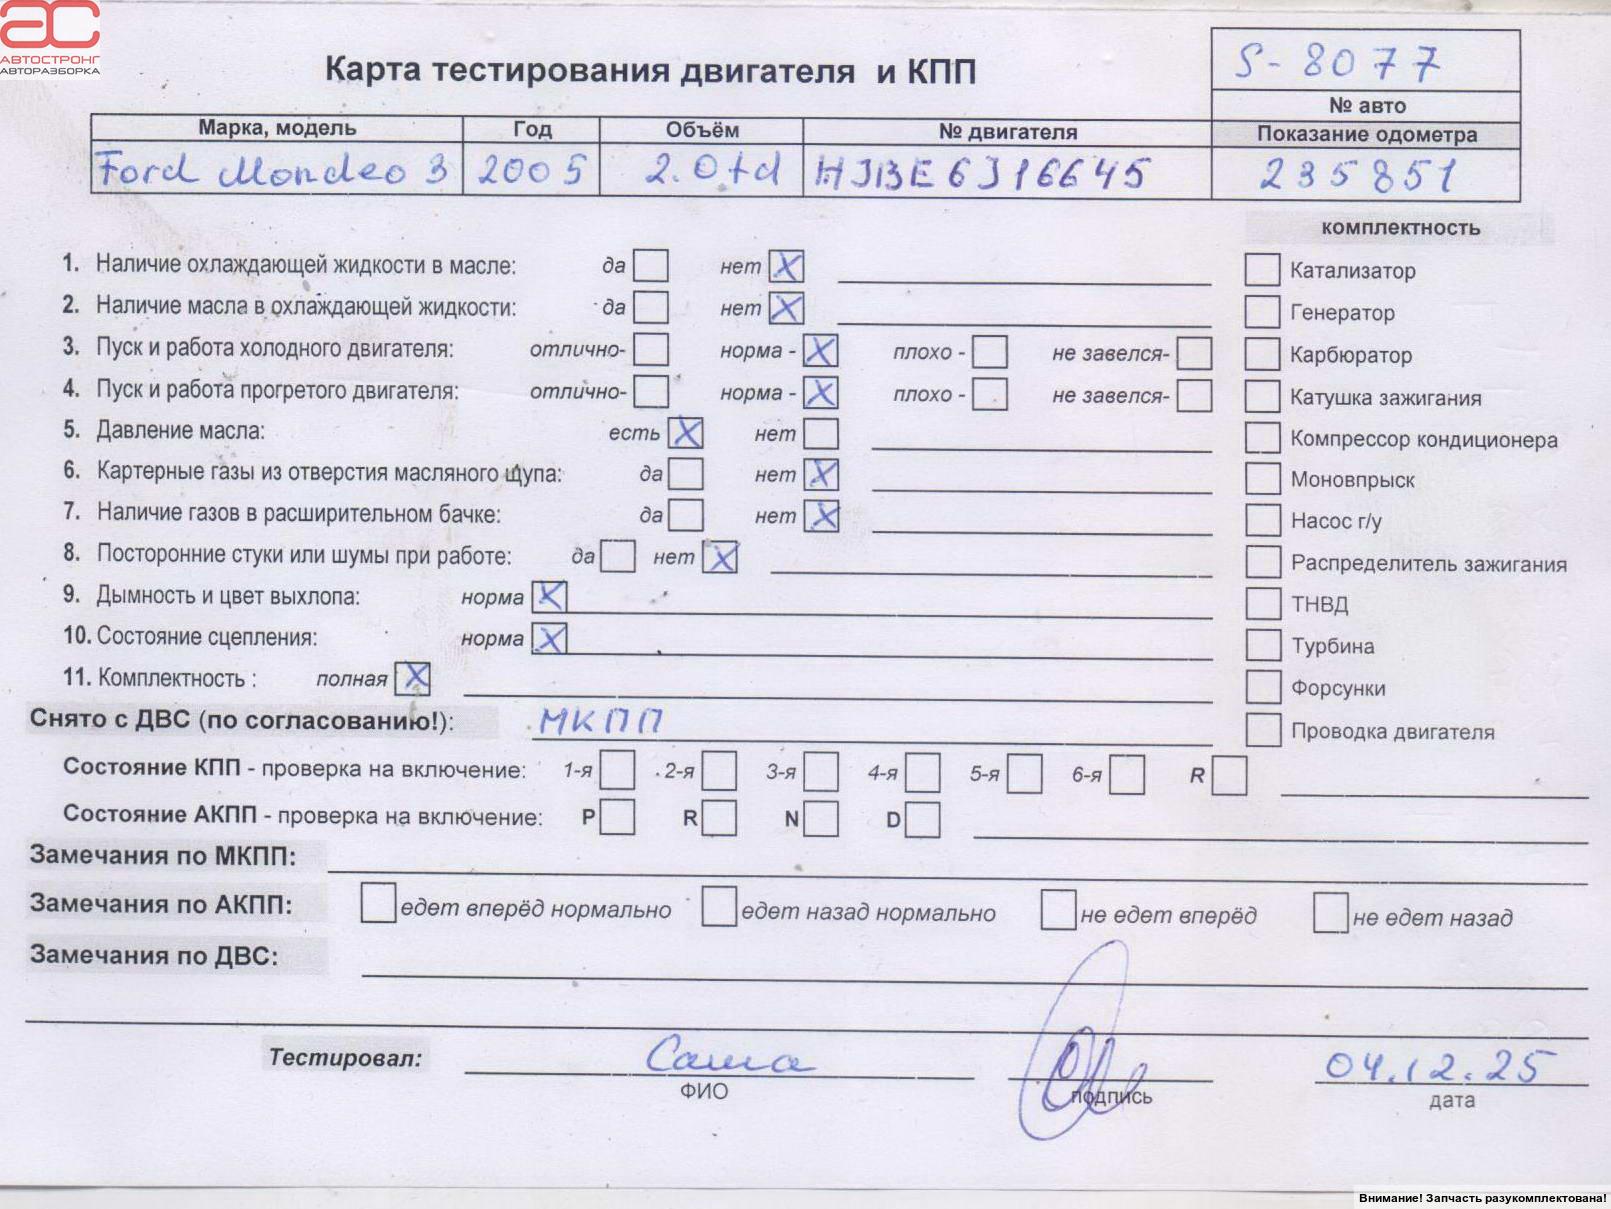 АВТОСТРОНГ
АВТОРАЗБОРКА
Карта тестирования двигателя и КПП
S-8077
№ авто
Марка, модель Год Объём № двигателя Показание одометра
Ford Mondeo 3 2005 2.0td HJBE6J16645 235851
комплектность
1. Наличие охлаждающей жидкости в масле: да нет X
Катализатор
2. Наличие масла в охлаждающей жидкости: да нет X
Генератор
3. Пуск и работа холодного двигателя: отлично- норма - X плохо - не завелся-
Карбюратор
4. Пуск и работа прогретого двигателя: отлично- норма - X плохо - не завелся-
Катушка зажигания
5. Давление масла: есть X нет
Компрессор кондиционера
6. Картерные газы из отверстия масляного щупа: да нет X
Моновпрыск
7. Наличие газов в расширительном бачке: да нет X
Насос г/у
8. Посторонние стуки или шумы при работе: да нет X
Распределитель зажигания
9. Дымность и цвет выхлопа: норма X
ТНВД
10. Состояние сцепления: норма X
Турбина
11. Комплектность : полная X
Форсунки
Снято с ДВС (по согласованию!): МКПП
Проводка двигателя
Состояние КПП - проверка на включение: 1-я 2-я 3-я 4-я 5-я 6-я R
Состояние АКПП - проверка на включение: P R N D
Замечания по МКПП:
Замечания по АКПП: едет вперёд нормально едет назад нормально не едет вперёд не едет назад
Замечания по ДВС:
Тестировал: Саша 04.12.25
ФИО подпись дата
Внимание! Запчасть разукомплектована!